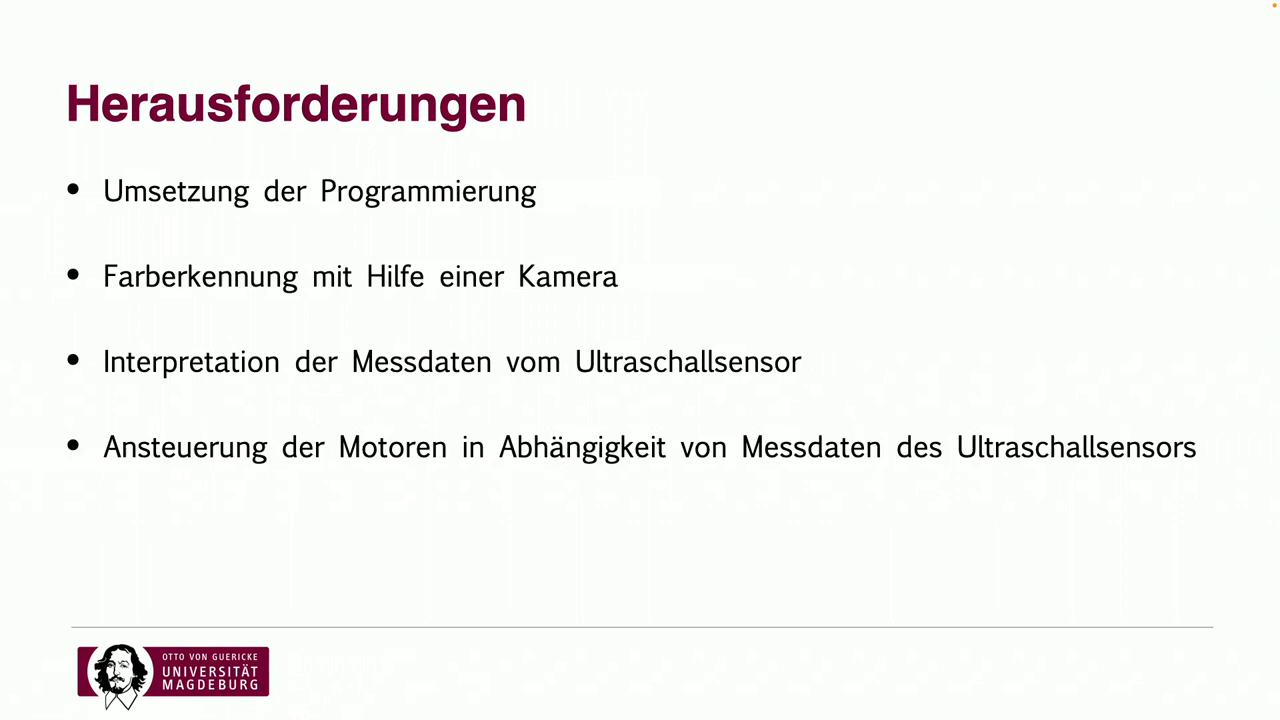 Herausforderungen
• Umsetzung der Programmierung
• Farberkennung mit Hilfe einer Kamera
• Interpretation der Messdaten vom Ultraschallsensor
• Ansteuerung der Motoren in Abhängigkeit von Messdaten des Ultraschallsensors
OTTO VON GUERICKE
UNIVERSITÄT
MAGDEBURG